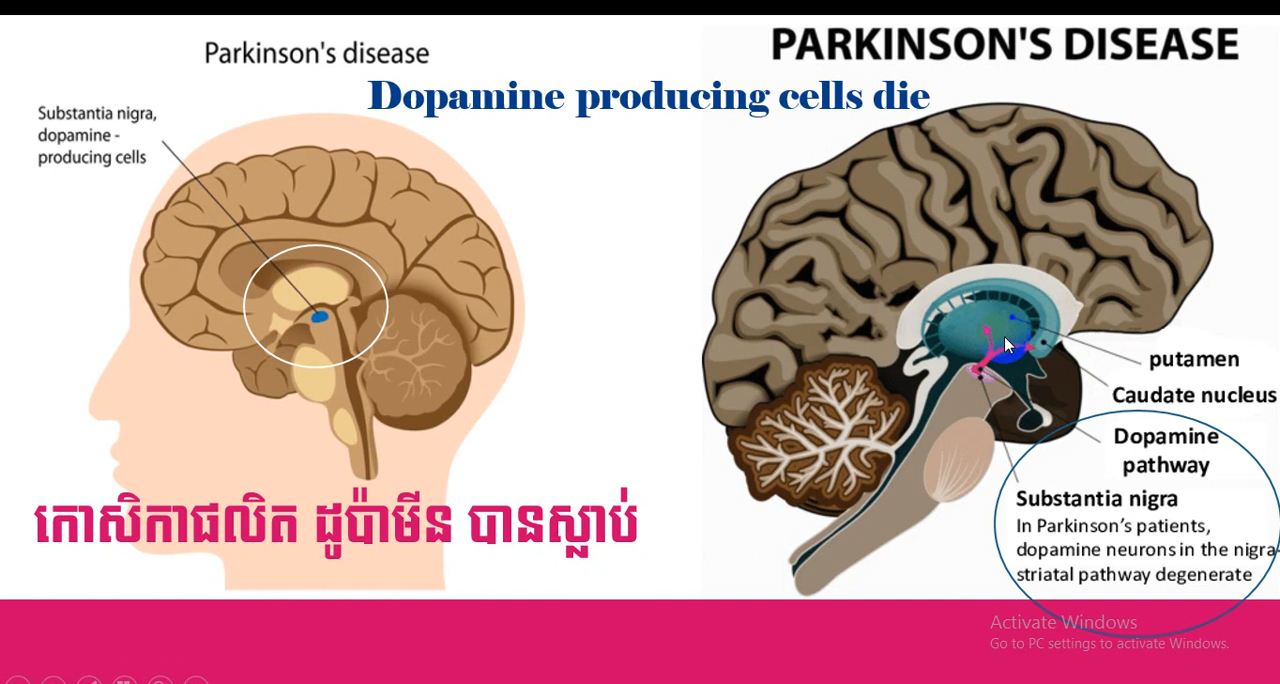 Parkinson's disease
PARKINSON'S DISEASE
Dopamine producing cells die
Substantia nigra,
dopamine -
producing cells
putamen
Caudate nucleus
Dopamine
pathway
Substantia nigra
In Parkinson's patients,
dopamine neurons in the nigra-
striatal pathway degenerate
កោសិកាផលិត ដូប៉ាមីន បានស្លាប់
Activate Windows
Go to PC settings to activate Windows.